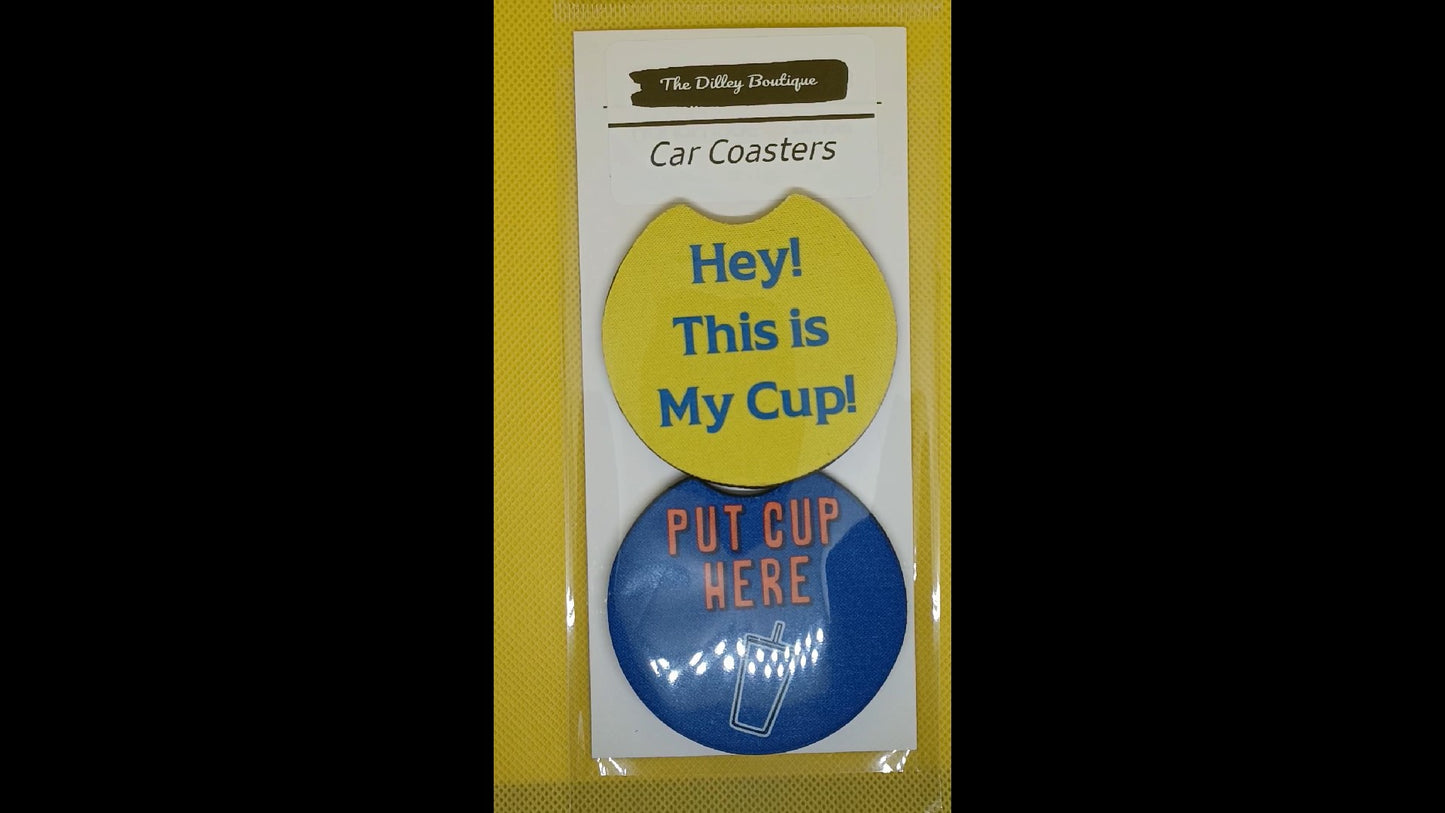 The Dilley Boutique
Car Coasters
Hey!
This is
My Cup!
PUT CUP
HERE